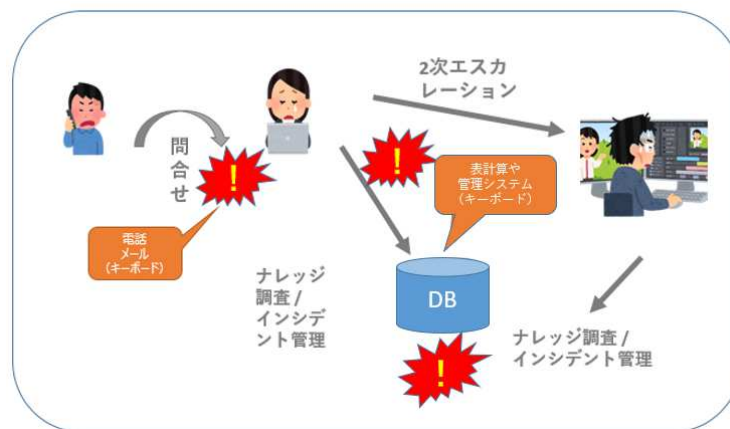 2次エスカ
レーション
問合せ
!
!
表計算や
管理システム
(キーボード)
電話
メール
(キーボード)
ナレッジ
調査 /
インシデ
ント管理
DB
!
ナレッジ調査 /
インシデント管理